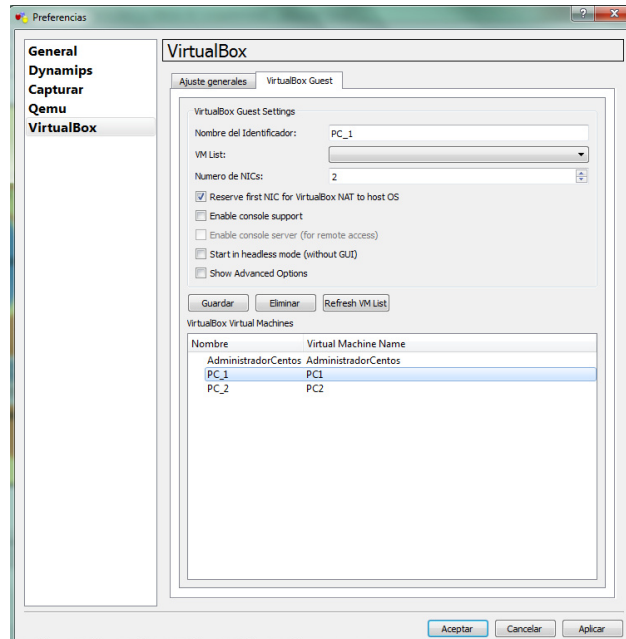 Preferencias
General
Dynamips
Capturar
Qemu
VirtualBox
VirtualBox
Ajuste generales
VirtualBox Guest
VirtualBox Guest Settings
Nombre del Identificador: PC_1
VM List:
Numero de NICs: 2
Reserve first NIC for VirtualBox NAT to host OS
Enable console support
Enable console server (for remote access)
Start in headless mode (without GUI)
Show Advanced Options
Guardar Eliminar Refresh VM List
VirtualBox Virtual Machines
Nombre Virtual Machine Name
AdministradorCentos AdministradorCentos
PC_1 PC1
PC_2 PC2
Aceptar Cancelar Aplicar